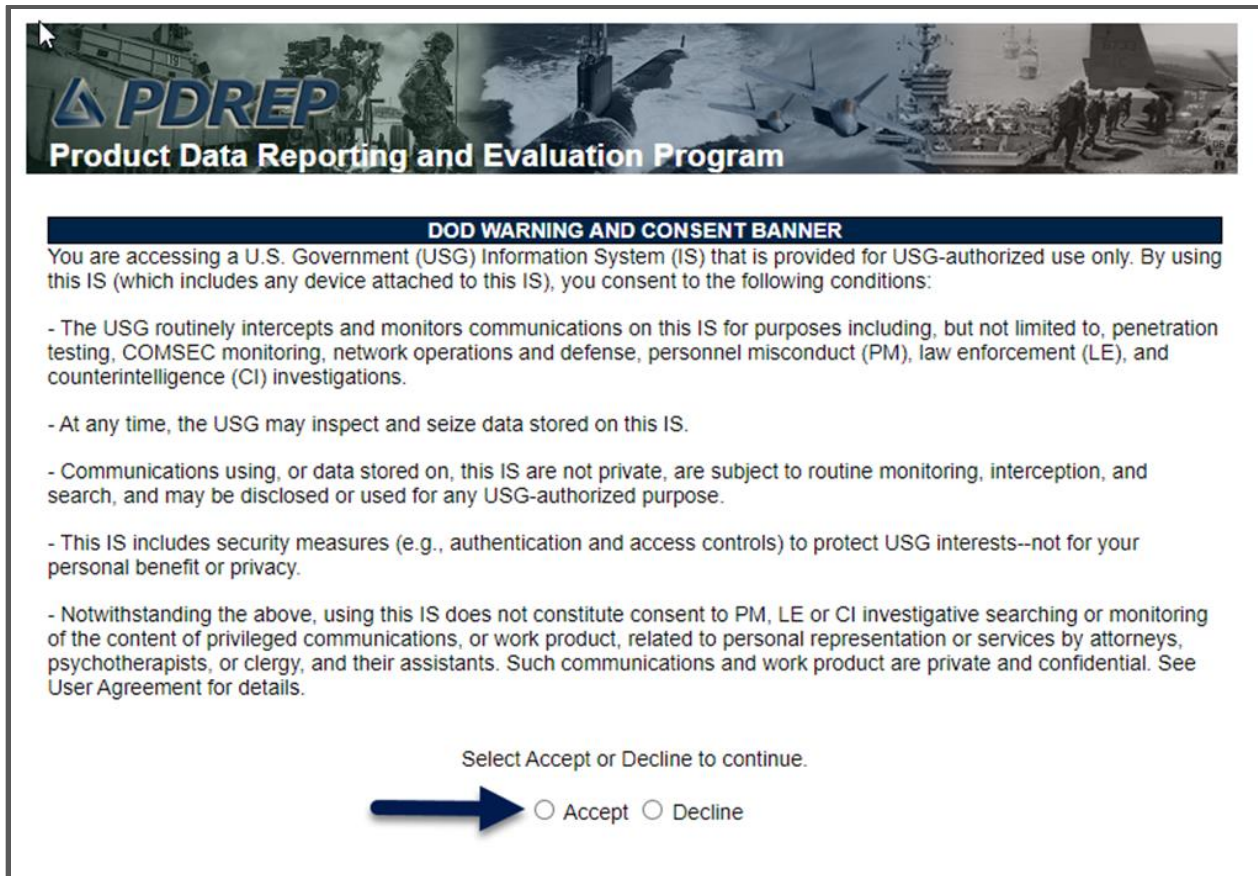 PDREP
Product Data Reporting and Evaluation Program
DOD WARNING AND CONSENT BANNER
You are accessing a U.S. Government (USG) Information System (IS) that is provided for USG-authorized use only. By using
this IS (which includes any device attached to this IS), you consent to the following conditions:
- The USG routinely intercepts and monitors communications on this IS for purposes including, but not limited to, penetration
testing, COMSEC monitoring, network operations and defense, personnel misconduct (PM), law enforcement (LE), and
counterintelligence (CI) investigations.
- At any time, the USG may inspect and seize data stored on this IS.
- Communications using, or data stored on, this IS are not private, are subject to routine monitoring, interception, and
search, and may be disclosed or used for any USG-authorized purpose.
- This IS includes security measures (e.g., authentication and access controls) to protect USG interests--not for your
personal benefit or privacy.
- Notwithstanding the above, using this IS does not constitute consent to PM, LE or CI investigative searching or monitoring
of the content of privileged communications, or work product, related to personal representation or services by attorneys,
psychotherapists, or clergy, and their assistants. Such communications and work product are private and confidential. See
User Agreement for details.
Select Accept or Decline to continue.
Accept Decline